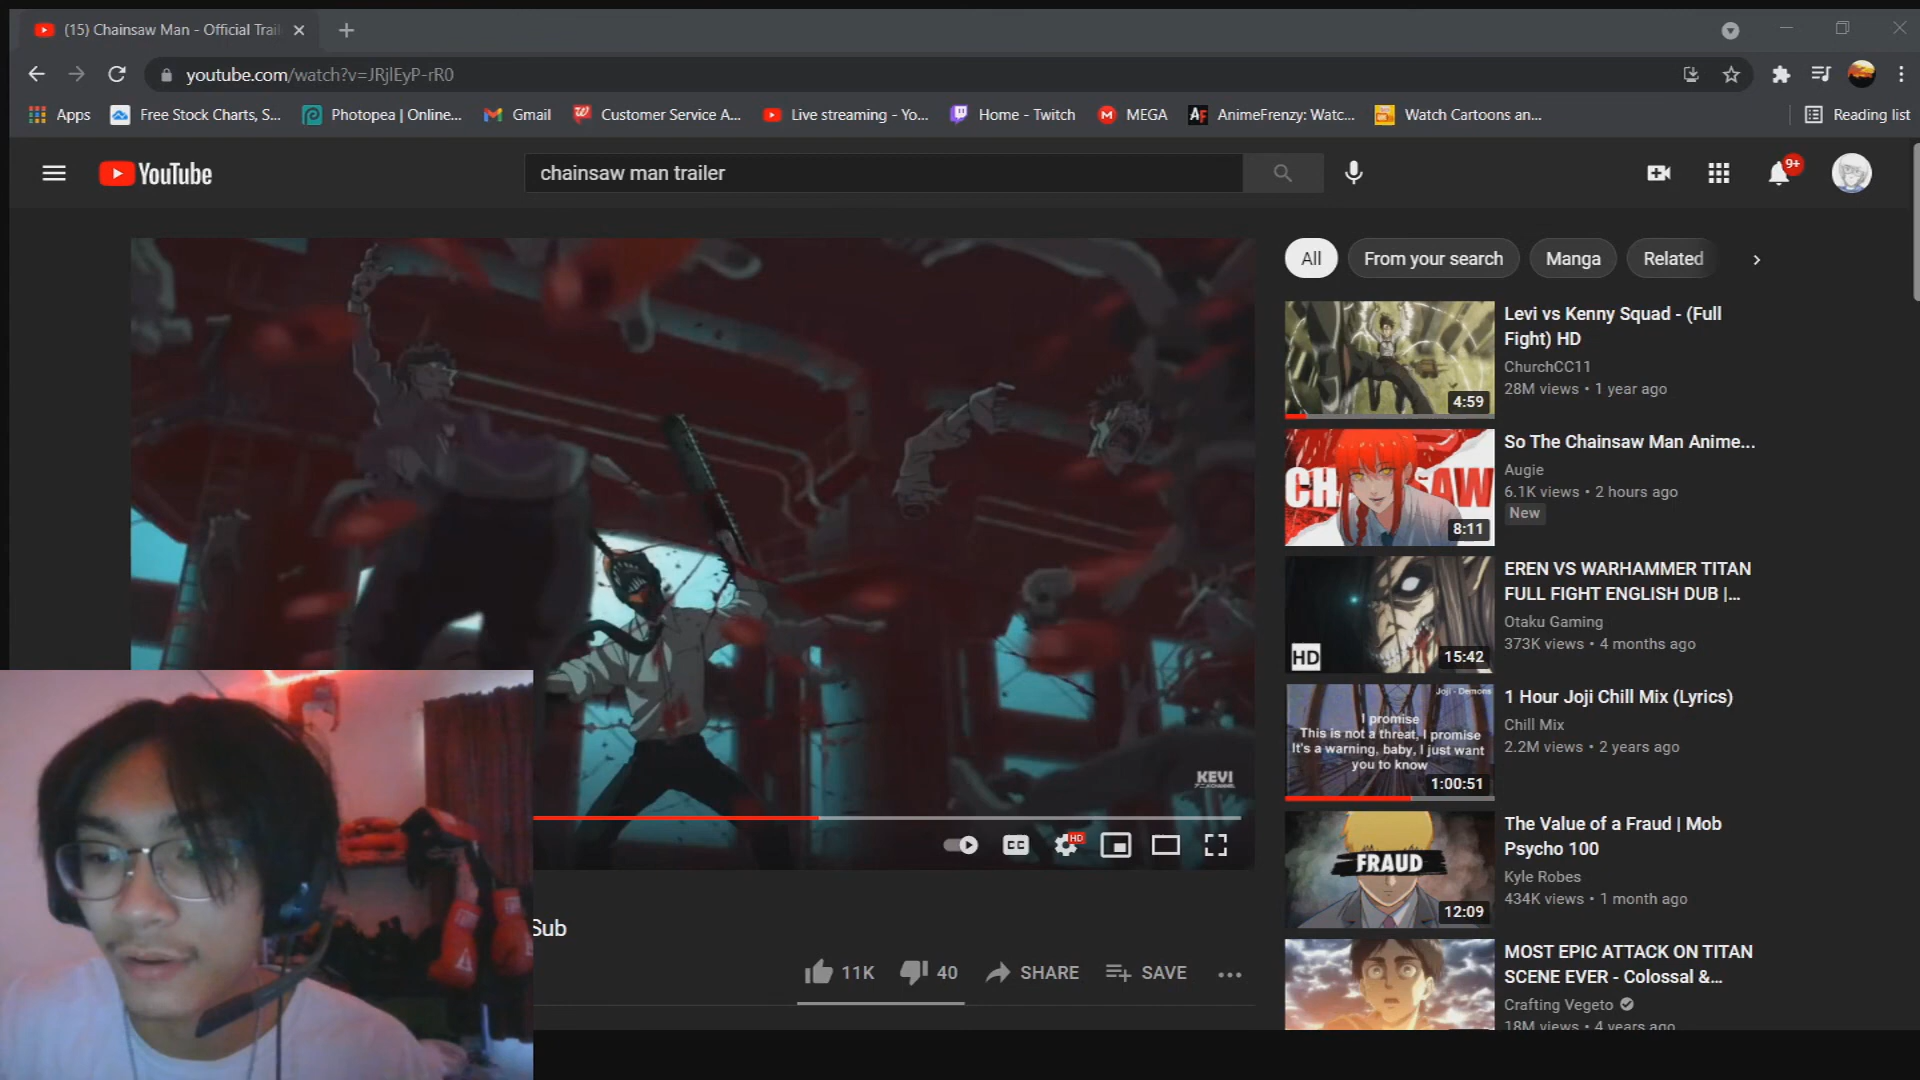 (15) Chainsaw Man - Official Trail
youtube.com/watch?v=JRjlEyP-rR0
Apps
Free Stock Charts, S...
Photopea | Online...
Gmail
Customer Service A...
Live streaming - Yo...
Home - Twitch
MEGA
AF
AnimeFrenzy: Watc...
Watch Cartoons an...
Reading list
YouTube
chainsaw man trailer
9+
All
From your search
Manga
Related
KEVI
HD
CC
Sub
11K
40
SHARE
SAVE
4:59
Levi vs Kenny Squad - (Full
Fight) HD
ChurchCC11
28M views • 1 year ago
CH
SAW
8:11
So The Chainsaw Man Anime...
Augie
6.1K views • 2 hours ago
New
HD
15:42
EREN VS WARHAMMER TITAN
FULL FIGHT ENGLISH DUB |...
Otaku Gaming
373K views • 4 months ago
Joji - Demons
I promise
This is not a threat, I promise
It's a warning, baby, I just want
you to know
1:00:51
1 Hour Joji Chill Mix (Lyrics)
Chill Mix
2.2M views • 2 years ago
FRAUD
12:09
The Value of a Fraud | Mob
Psycho 100
Kyle Robes
434K views • 1 month ago
MOST EPIC ATTACK ON TITAN
SCENE EVER - Colossal &...
Crafting Vegeto
18M views • 4 years ago